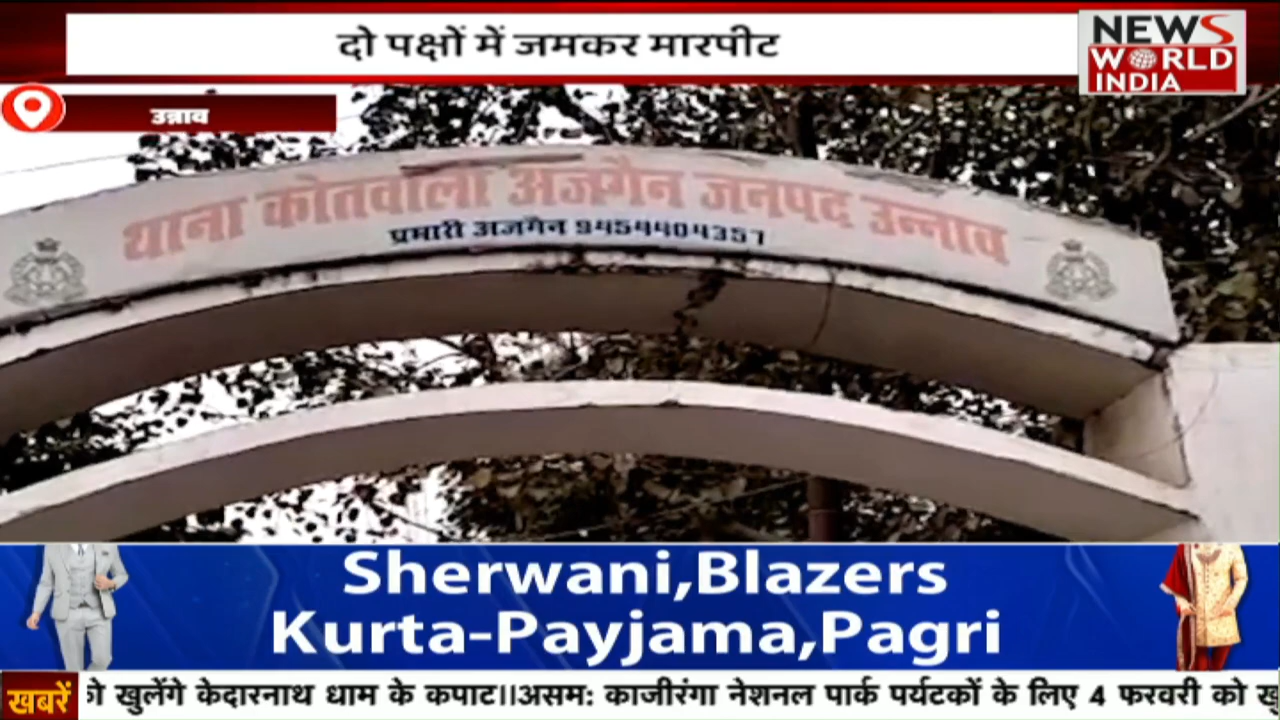 दो पक्षों में जमकर मारपीट
NEWS
WORLD
INDIA
उन्नाव
थाना कोतवाली अजगैन जनपद उन्नाव
प्रभारी अजगैन 9454404357
Sherwani,Blazers
Kurta-Payjama,Pagri
खबरें
खुलेंगे केदारनाथ धाम के कपाट।।असम: काजीरंगा नेशनल पार्क पर्यटकों के लिए 4 फरवरी को